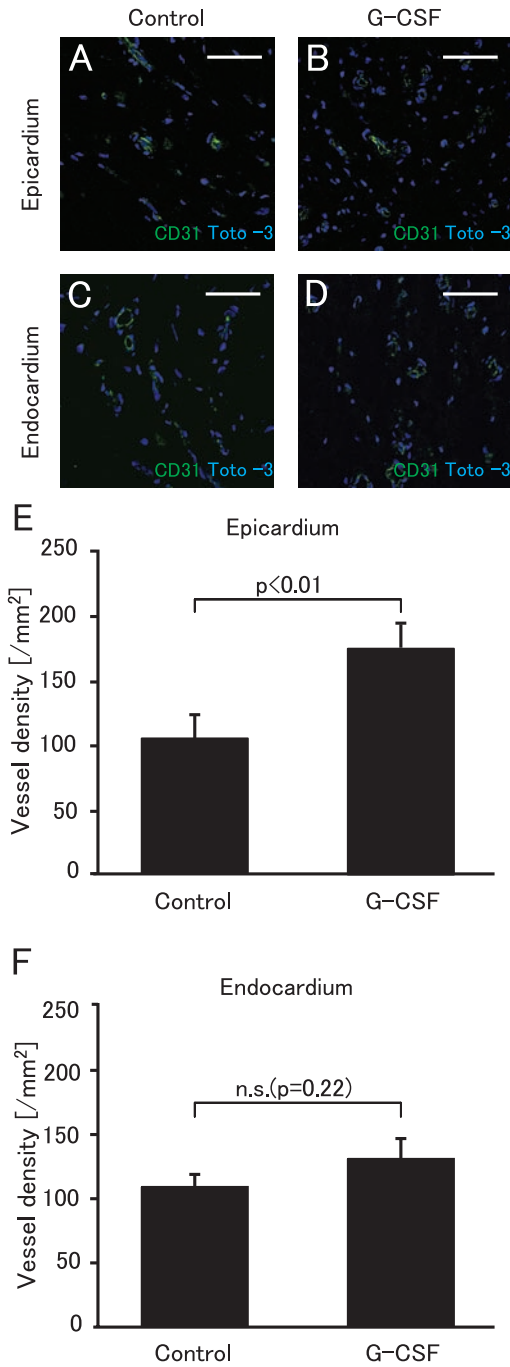 Control G-CSF
Epicardium
A
CD31 Toto-3
B
CD31 Toto-3
Endocardium
C
CD31 Toto-3
D
CD31 Toto-3
E
Epicardium
Vessel density [/mm²]
250
200
150
100
50
0
p<0.01
Control G-CSF
F
Endocardium
Vessel density [/mm²]
250
200
150
100
50
0
n.s.(p=0.22)
Control G-CSF